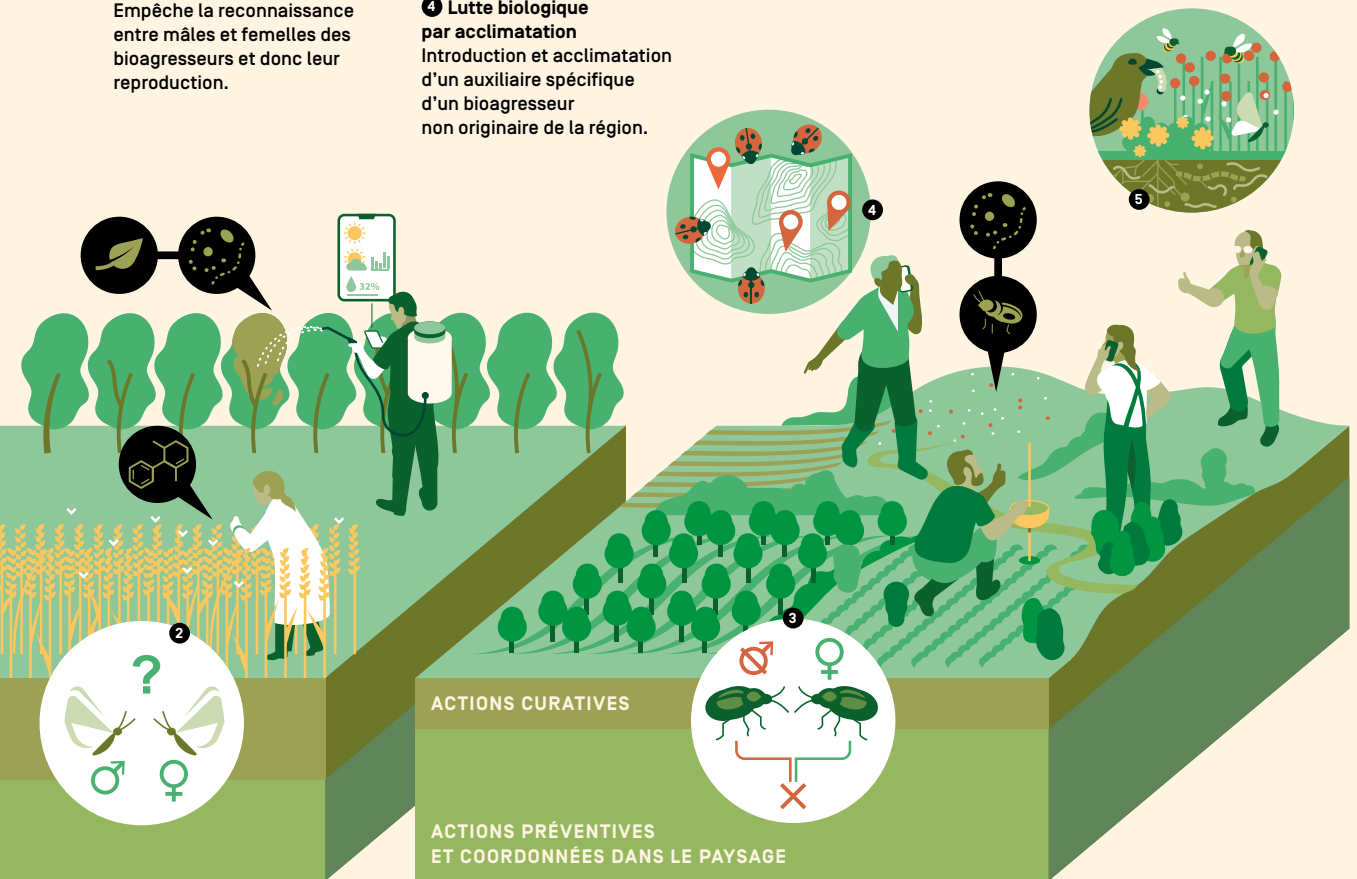 Empêche la reconnaissance
entre mâles et femelles des
bioagresseurs et donc leur
reproduction.
4 Lutte biologique
par acclimatation
Introduction et acclimatation
d’un auxiliaire spécifique
d’un bioagresseur
non originaire de la région.
5
4
32%
2
?
3
ACTIONS CURATIVES
ACTIONS PRÉVENTIVES
ET COORDONNÉES DANS LE PAYSAGE